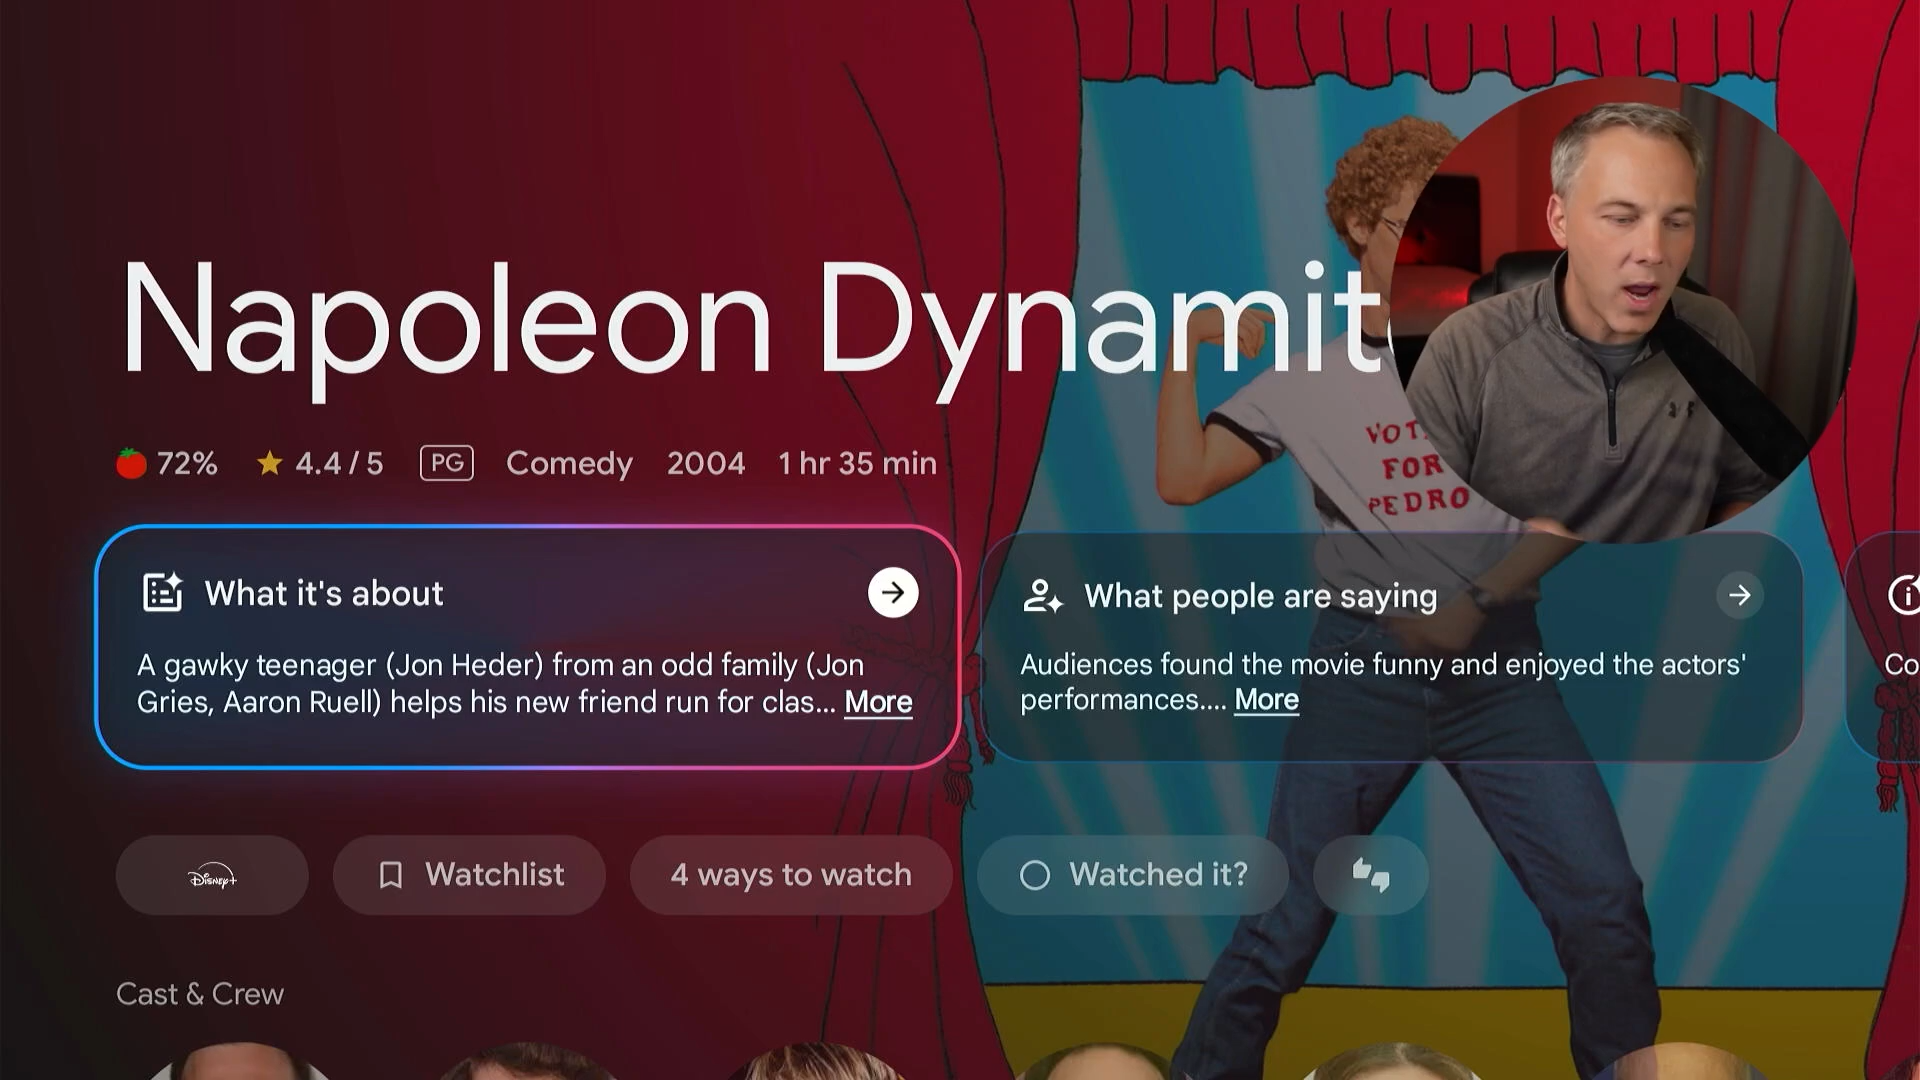 Napoleon Dynamit
72% 4.4 / 5 PG Comedy 2004 1 hr 35 min
What it's about
A gawky teenager (Jon Heder) from an odd family (Jon
Gries, Aaron Ruell) helps his new friend run for clas... More
What people are saying
Audiences found the movie funny and enjoyed the actors'
performances.... More
Co
VOT
FOR
PEDRO
Disney+ Watchlist 4 ways to watch Watched it?
Cast & Crew